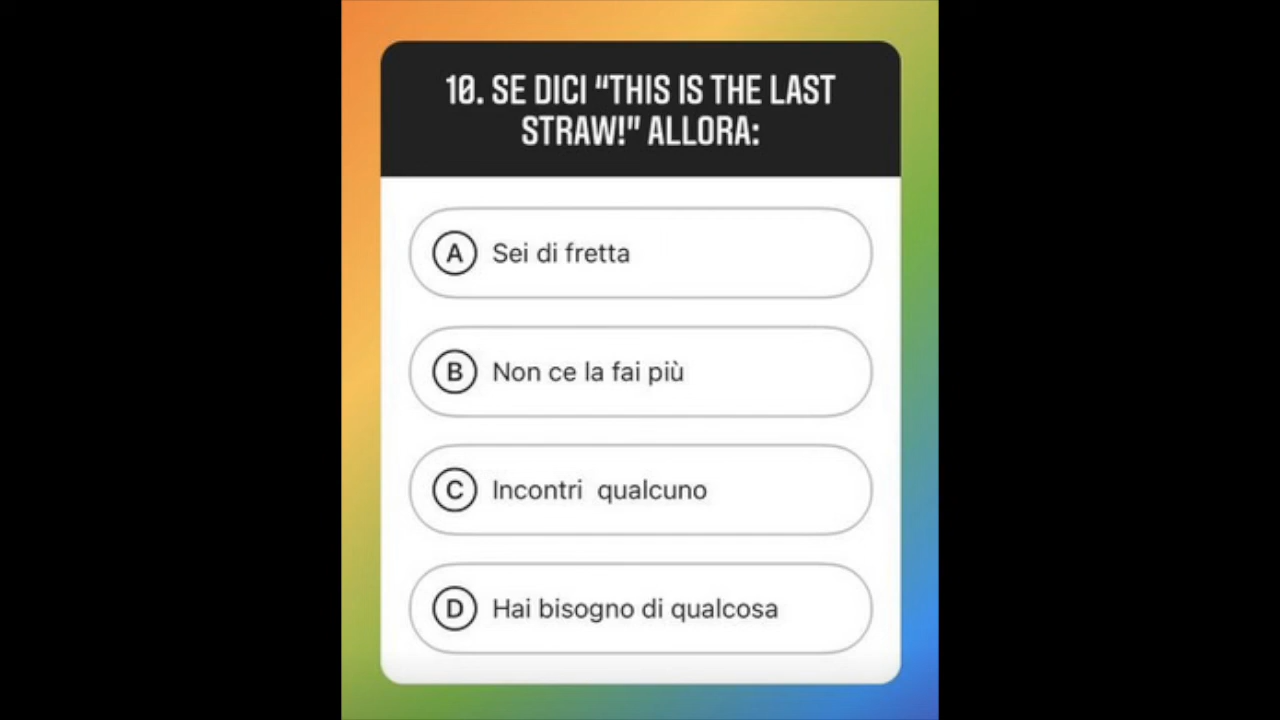 10. SE DICI “THIS IS THE LAST
STRAW!” ALLORA:
A Sei di fretta
B Non ce la fai più
C Incontri  qualcuno
D Hai bisogno di qualcosa